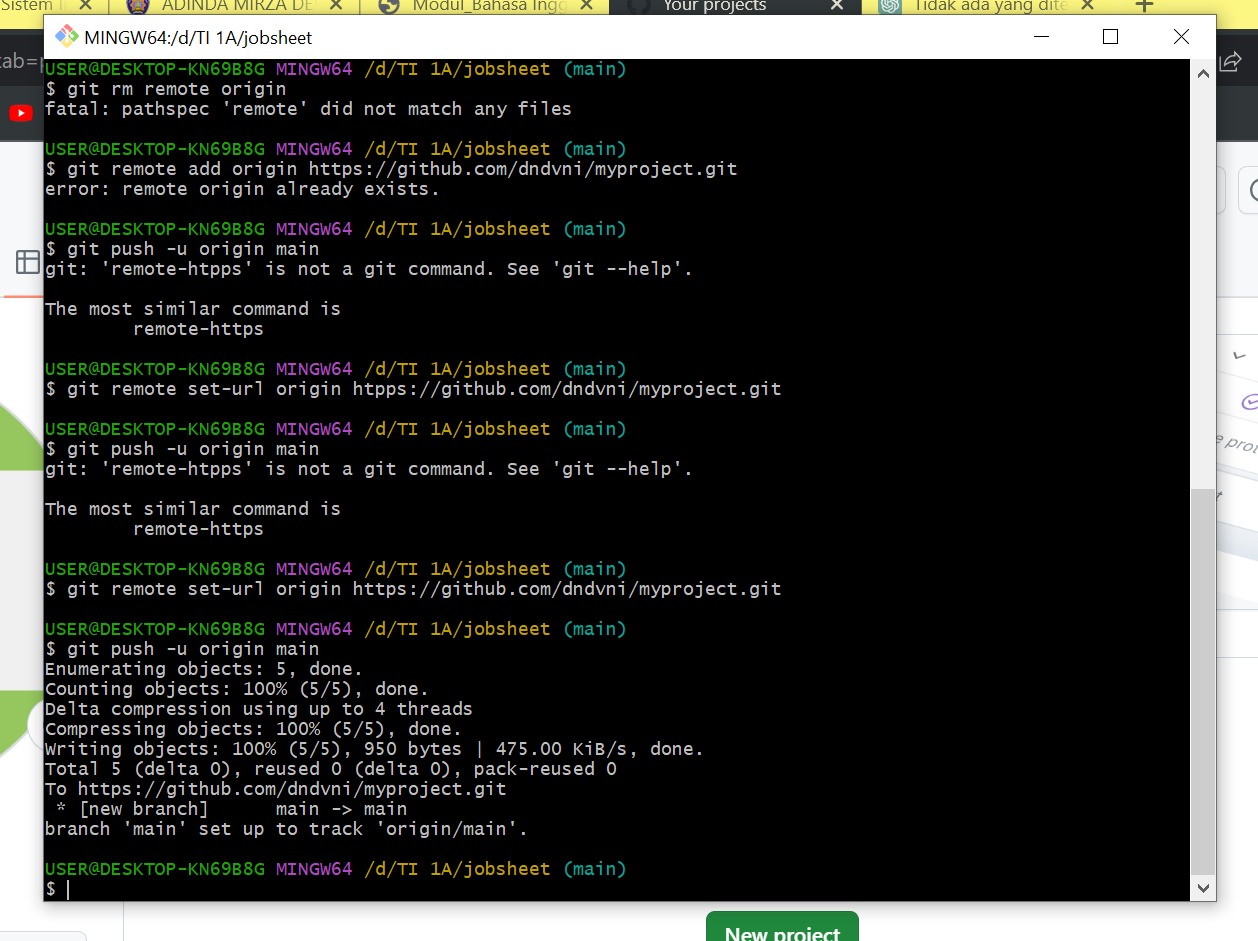 Sistem
ADINDA MIRZA DE
Modul_Bahasa Ingg
Your projects
Tidak ada yang dite
MINGW64:/d/TI 1A/jobsheet
tab=
USER@DESKTOP-KN69B8G MINGW64 /d/TI 1A/jobsheet (main)
$ git rm remote origin
fatal: pathspec 'remote' did not match any files
USER@DESKTOP-KN69B8G MINGW64 /d/TI 1A/jobsheet (main)
$ git remote add origin https://github.com/dndvni/myproject.git
error: remote origin already exists.
USER@DESKTOP-KN69B8G MINGW64 /d/TI 1A/jobsheet (main)
$ git push -u origin main
git: 'remote-htpps' is not a git command. See 'git --help'.
The most similar command is
remote-https
USER@DESKTOP-KN69B8G MINGW64 /d/TI 1A/jobsheet (main)
$ git remote set-url origin htpps://github.com/dndvni/myproject.git
USER@DESKTOP-KN69B8G MINGW64 /d/TI 1A/jobsheet (main)
$ git push -u origin main
git: 'remote-htpps' is not a git command. See 'git --help'.
The most similar command is
remote-https
USER@DESKTOP-KN69B8G MINGW64 /d/TI 1A/jobsheet (main)
$ git remote set-url origin https://github.com/dndvni/myproject.git
USER@DESKTOP-KN69B8G MINGW64 /d/TI 1A/jobsheet (main)
$ git push -u origin main
Enumerating objects: 5, done.
Counting objects: 100% (5/5), done.
Delta compression using up to 4 threads
Compressing objects: 100% (5/5), done.
Writing objects: 100% (5/5), 950 bytes | 475.00 KiB/s, done.
Total 5 (delta 0), reused 0 (delta 0), pack-reused 0
To https://github.com/dndvni/myproject.git
* [new branch]      main -> main
branch 'main' set up to track 'origin/main'.
USER@DESKTOP-KN69B8G MINGW64 /d/TI 1A/jobsheet (main)
$
New project